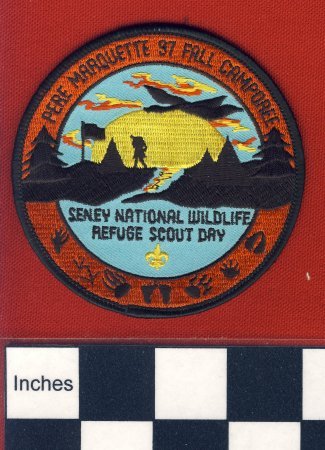 PERE MARQUETTE 97 FALL CAMPOREE
SENEY NATIONAL WILDLIFE
REFUGE SCOUT DAY
Inches